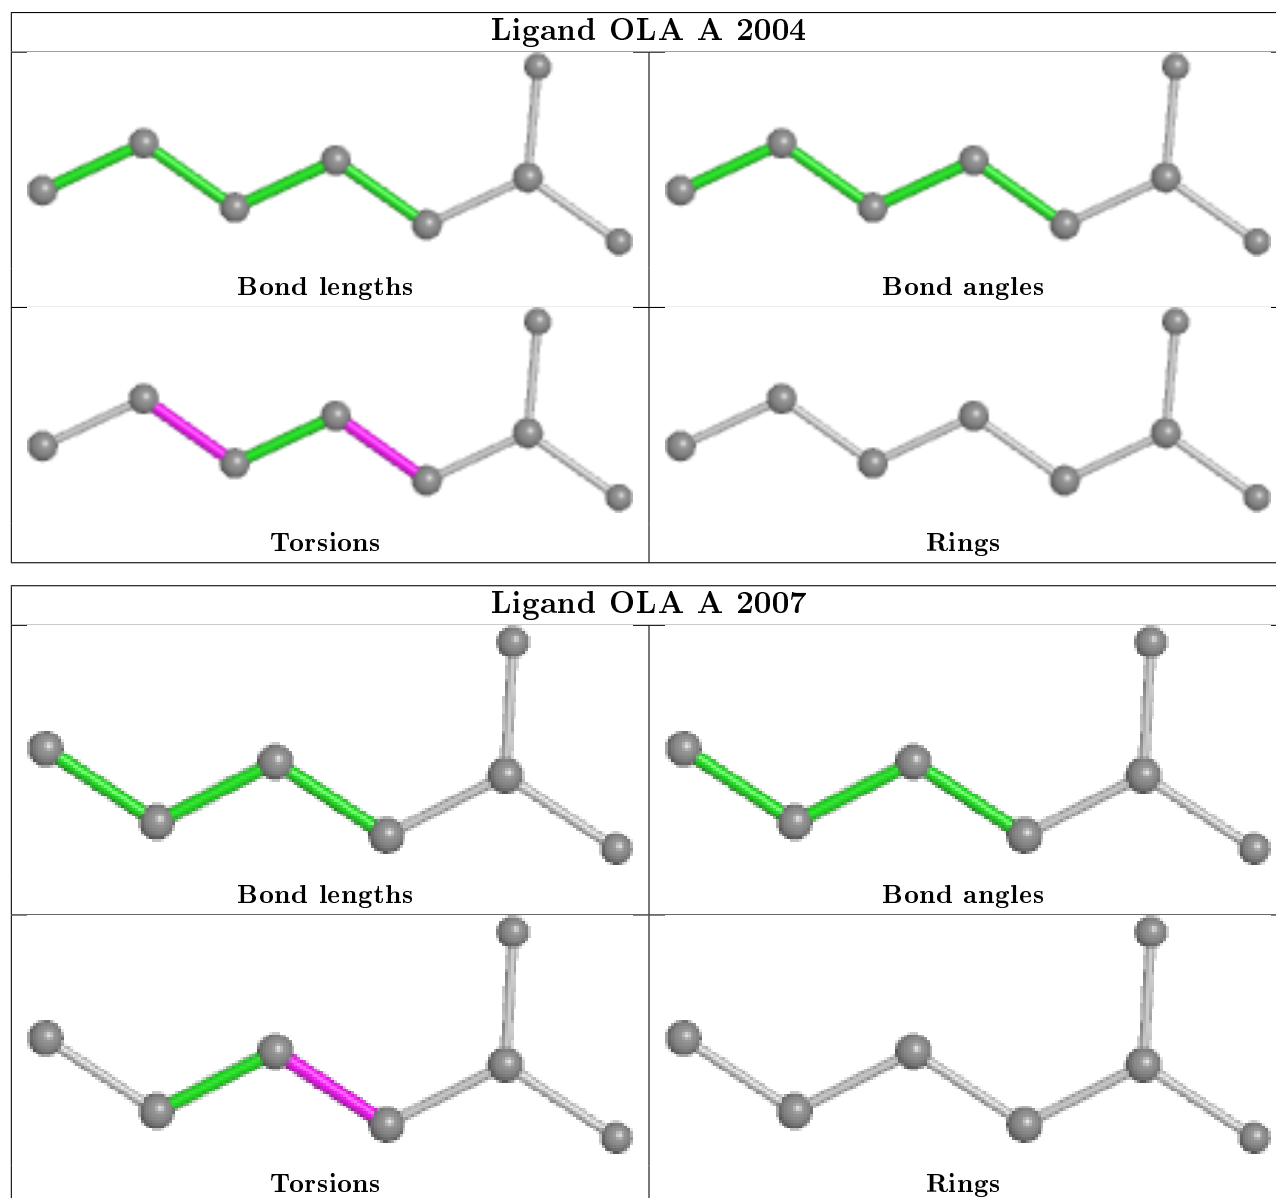 Ligand OLA A 2004
Bond lengths
Bond angles
Torsions
Rings
Ligand OLA A 2007
Bond lengths
Bond angles
Torsions
Rings